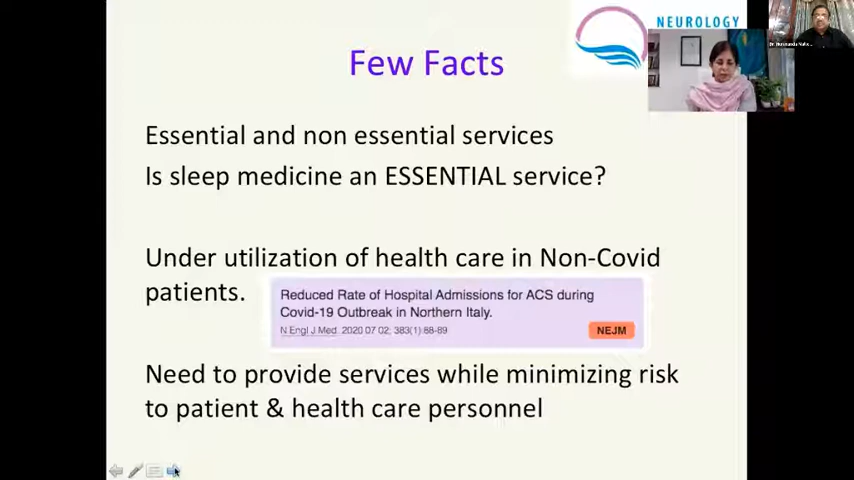 NEUROLOGY
Few Facts
Essential and non essential services
Is sleep medicine an ESSENTIAL service?
Under utilization of health care in Non-Covid
patients.
Reduced Rate of Hospital Admissions for ACS during
Covid-19 Outbreak in Northern Italy.
N Engl J Med. 2020 07 02; 383(1):88-89
NEJM
Need to provide services while minimizing risk
to patient & health care personnel